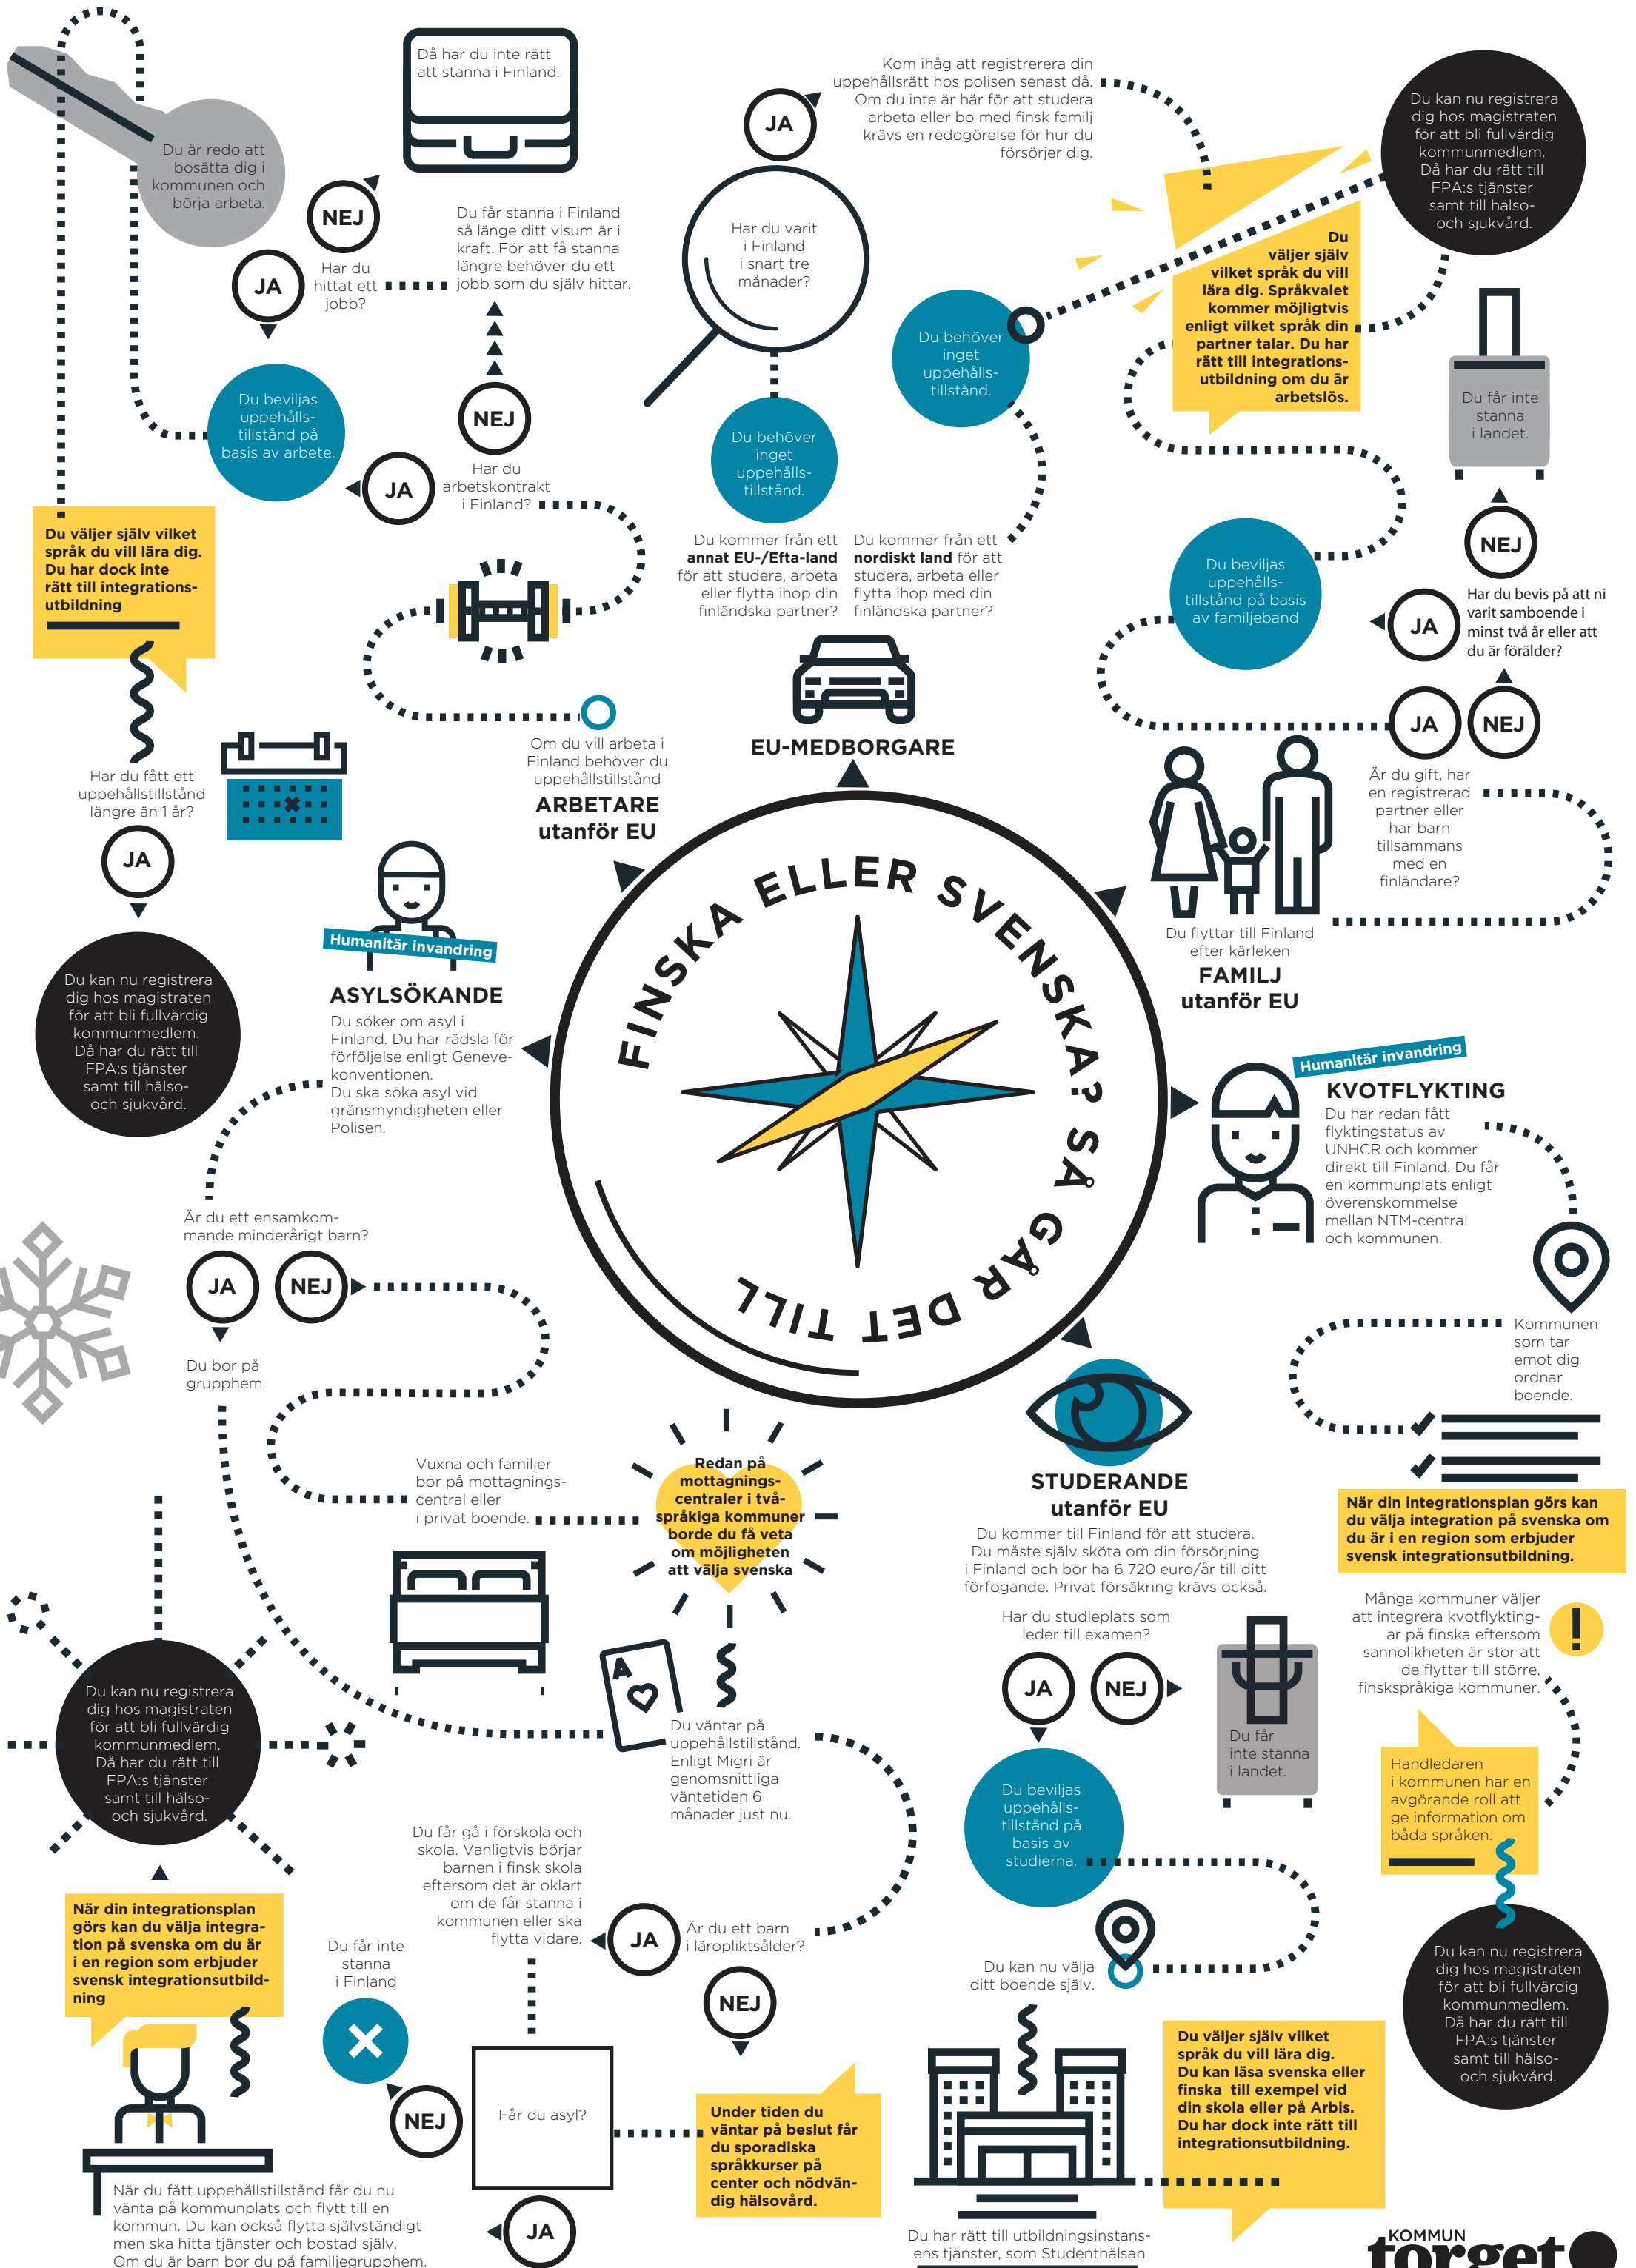 Då har du inte rätt
att stanna i Finland.
Kom ihåg att registrerera din
uppehållsrätt hos polisen senast då.
Om du inte är här för att studera
arbeta eller bo med finsk familj
krävs en redogörelse för hur du
försörjer dig.
JA
Du kan nu registrera
dig hos magistraten
för att bli fullvärdig
kommunmedlem.
Då har du rätt till
FPA:s tjänster
samt till hälso-
och sjukvård.
Du är redo att
bosätta dig i
kommunen och
börja arbeta.
NEJ
JA
Har du
hittat ett
jobb?
Du får stanna i Finland
så länge ditt visum är i
kraft. För att få stanna
längre behöver du ett
jobb som du själv hittar.
Har du varit
i Finland
i snart tre
månader?
Du
väljer själv
vilket språk du vill
lära dig. Språkvalet
kommer möjligtvis
enligt vilket språk din
partner talar. Du har
rätt till integrations-
utbildning om du är
arbetslös.
Du behöver
inget
uppehålls-
tillstånd.
Du får inte
stanna
i landet.
Du beviljas
uppehålls-
tillstånd på
basis av arbete.
NEJ
JA
Har du
arbetskontrakt
i Finland?
Du behöver
inget
uppehålls-
tillstånd.
Du kommer från ett
annat EU-/Efta-land
för att studera, arbeta
eller flytta ihop din
finländska partner?
Du kommer från ett
nordiskt land för att
studera, arbeta eller
flytta ihop med din
finländska partner?
NEJ
Du beviljas
uppehålls-
tillstånd på basis
av familjeband
JA
Har du bevis på att ni
varit samboende i
minst två år eller att
du är förälder?
Du väljer själv vilket
språk du vill lära dig.
Du har dock inte
rätt till integrations-
utbildning
JA
NEJ
Om du vill arbeta i
Finland behöver du
uppehållstillstånd
ARBETARE
utanför EU
EU-MEDBORGARE
Är du gift, har
en registrerad
partner eller
har barn
tillsammans
med en
finländare?
Har du fått ett
uppehållstillstånd
längre än 1 år?
JA
Du flyttar till Finland
efter kärleken
FAMILJ
utanför EU
FINSKA ELLER SVENSKA? SÅ GÅR DET TILL
Du kan nu registrera
dig hos magistraten
för att bli fullvärdig
kommunmedlem.
Då har du rätt till
FPA:s tjänster
samt till hälso-
och sjukvård.
Humanitär invandring
ASYLSÖKANDE
Du söker om asyl i
Finland. Du har rädsla för
förföljelse enligt Geneve-
konventionen.
Du ska söka asyl vid
gränsmyndigheten eller
Polisen.
Humanitär invandring
KVOTFLYKTING
Du har redan fått
flyktingstatus av
UNHCR och kommer
direkt till Finland. Du får
en kommunplats enligt
överenskommelse
mellan NTM-central
och kommunen.
Är du ett ensamkom-
mande minderårigt barn?
JA
NEJ
Du bor på
grupphem
Kommunen
som tar
emot dig
ordnar
boende.
Vuxna och familjer
bor på mottagnings-
central eller
i privat boende.
Redan på
mottagnings-
centraler i två-
språkiga kommuner
borde du få veta
om möjligheten
att välja svenska
STUDERANDE
utanför EU
Du kommer till Finland för att studera.
Du måste själv sköta om din försörjning
i Finland och bör ha 6 720 euro/år till ditt
förfogande. Privat försäkring krävs också.
När din integrationsplan görs kan
du välja integration på svenska om
du är i en region som erbjuder
svensk integrationsutbildning.
Har du studieplats som
leder till examen?
JA
NEJ
Du får
inte stanna
i landet.
Många kommuner väljer
att integrera kvotflykting-
ar på finska eftersom
sannolikheten är stor att
de flyttar till större,
finskspråkiga kommuner.
!
Du kan nu registrera
dig hos magistraten
för att bli fullvärdig
kommunmedlem.
Då har du rätt till
FPA:s tjänster
samt till hälso-
och sjukvård.
A
Du väntar på
uppehållstillstånd.
Enligt Migri är
genomsnittliga
väntetiden 6
månader just nu.
Du beviljas
uppehålls-
tillstånd på
basis av
studierna.
Handledaren
i kommunen har en
avgörande roll att
ge information om
båda språken.
Du får gå i förskola och
skola. Vanligtvis börjar
barnen i finsk skola
eftersom det är oklart
om de får stanna i
kommunen eller ska
flytta vidare.
JA
Är du ett barn
i läropliktsålder?
NEJ
Du kan nu välja
ditt boende själv.
Du kan nu registrera
dig hos magistraten
för att bli fullvärdig
kommunmedlem.
Då har du rätt till
FPA:s tjänster
samt till hälso-
och sjukvård.
När din integrationsplan
görs kan du välja integra-
tion på svenska om du är
i en region som erbjuder
svensk integrationsutbild-
ning
Du får inte
stanna
i Finland
NEJ
Får du asyl?
JA
Under tiden du
väntar på beslut får
du sporadiska
språkkurser på
center och nödvän-
dig hälsovård.
Du väljer själv vilket
språk du vill lära dig.
Du kan läsa svenska eller
finska till exempel vid
din skola eller på Arbis.
Du har dock inte rätt till
integrationsutbildning.
När du fått uppehållstillstånd får du nu
vänta på kommunplats och flytt till en
kommun. Du kan också flytta självständigt
men ska hitta tjänster och bostad själv.
Om du är barn bor du på familjegrupphem.
Du har rätt till utbildningsinstans-
ens tjänster, som Studenthälsan
KOMMUN
torget